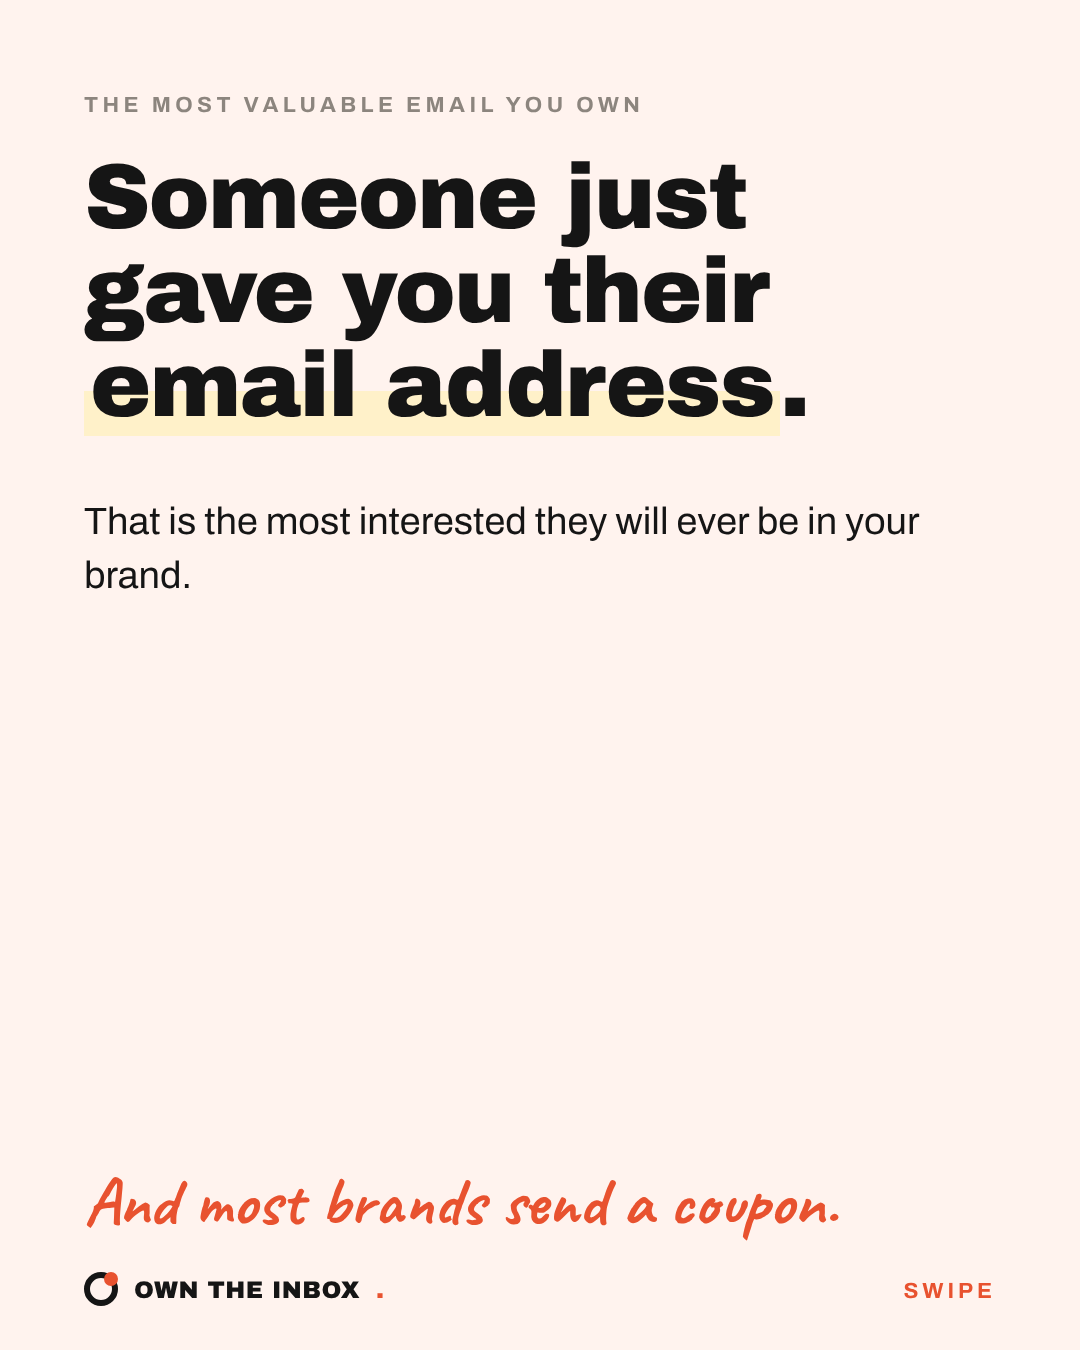 THE MOST VALUABLE EMAIL YOU OWN
Someone just
gave you their
email address.
That is the most interested they will ever be in your
brand.
And most brands send a coupon.
OWN THE INBOX .
SWIPE